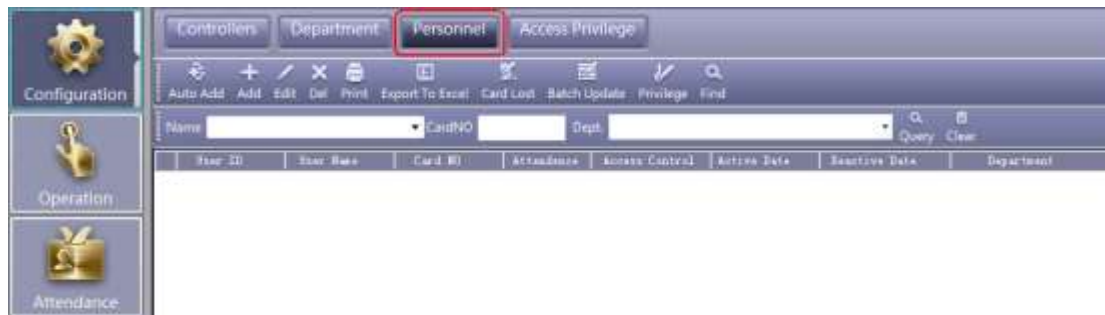 Controllers Department Personnel Access Privilege
Auto Add Add Edit Del Print Export To Excel Card Lost Batch Update Privilege Find
Configuration
Name CardNO Dept. Query Clear
User ID User Name Card NO Attendance Access Control Active Date Deactive Date Department
Operation
Attendance